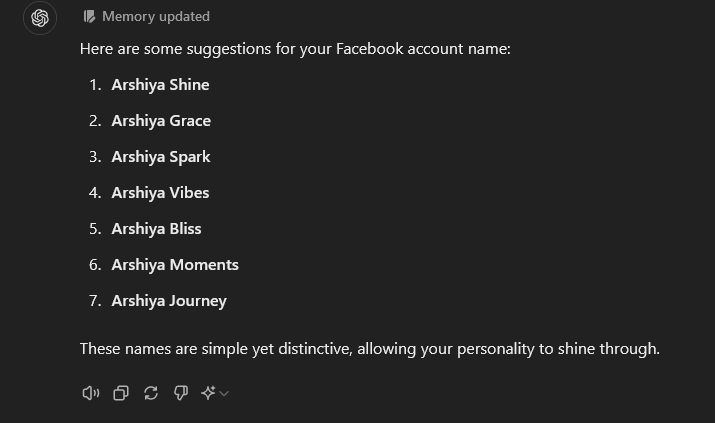 Memory updated
Here are some suggestions for your Facebook account name:
1. Arshiya Shine
2. Arshiya Grace
3. Arshiya Spark
4. Arshiya Vibes
5. Arshiya Bliss
6. Arshiya Moments
7. Arshiya Journey
These names are simple yet distinctive, allowing your personality to shine through.